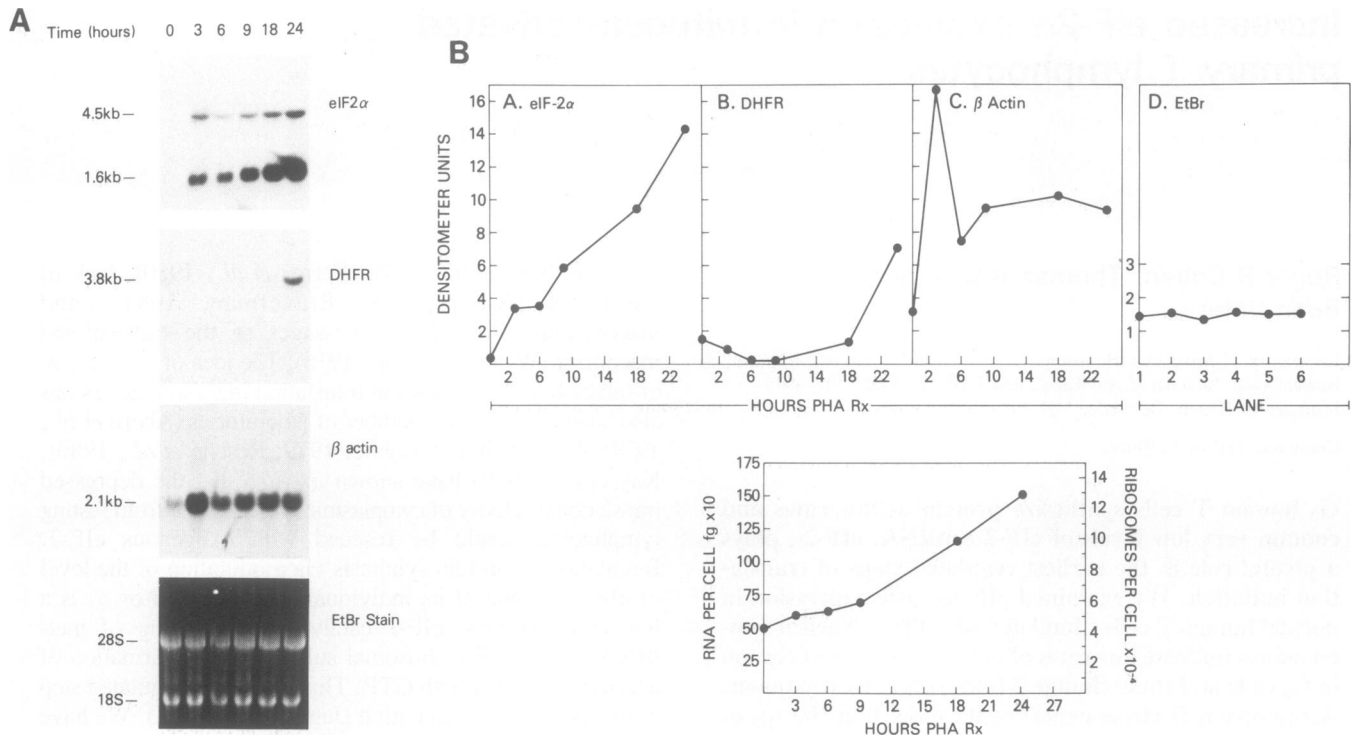 A
Time (hours) 0 3 6 9 18 24
eIF2α
4.5kb
1.6kb
DHFR
3.8kb
β actin
2.1kb
EtBr Stain
28S
18S
B
A. eIF-2α
B. DHFR
C. β Actin
D. EtBr
DENSITOMETER UNITS
16
14
12
10
8
6
4
2
3
2
1
2 6 10 14 18 22
2 6 10 14 18 22
2 6 10 14 18 22
1 2 3 4 5 6
HOURS PHA Rx
LANE
RNA PER CELL fg x10
175
150
125
100
75
50
25
RIBOSOMES PER CELL x10⁻⁴
14
12
10
8
6
4
2
3 6 9 12 15 18 21 24 27
HOURS PHA Rx